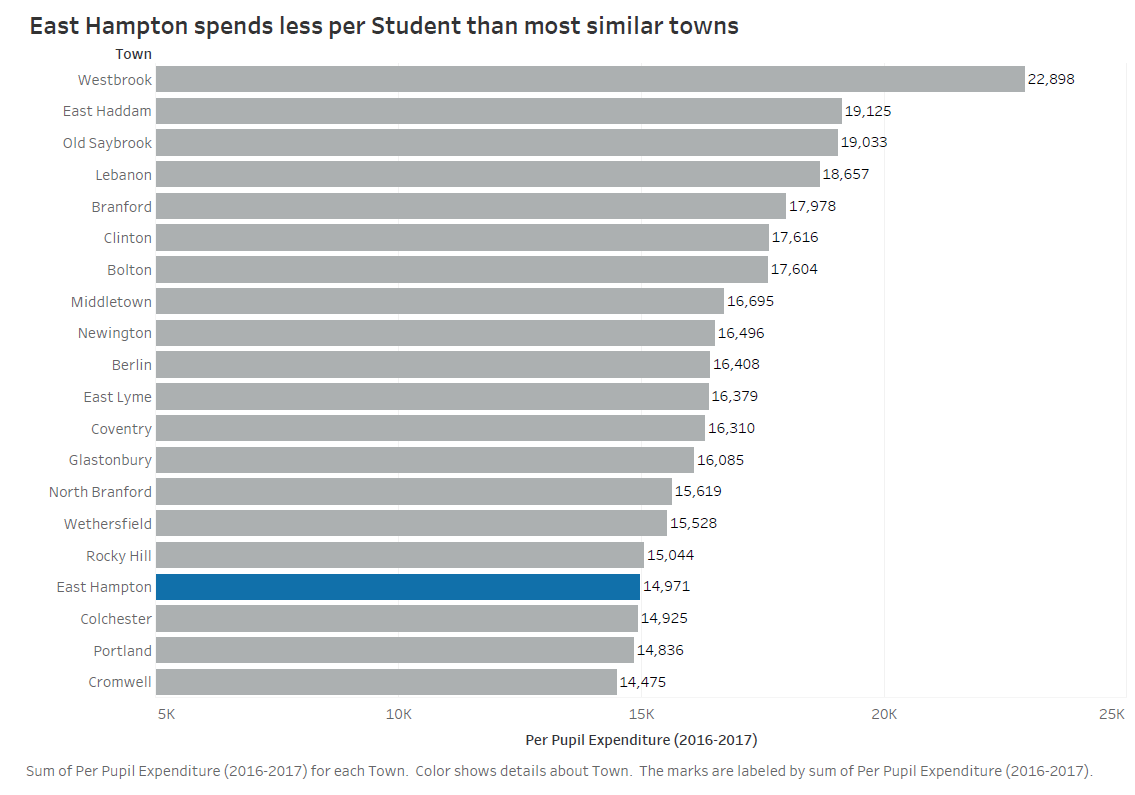 East Hampton spends less per Student than most similar towns
Town
Westbrook 22,898
East Haddam 19,125
Old Saybrook 19,033
Lebanon 18,657
Branford 17,978
Clinton 17,616
Bolton 17,604
Middletown 16,695
Newington 16,496
Berlin 16,408
East Lyme 16,379
Coventry 16,310
Glastonbury 16,085
North Branford 15,619
Wethersfield 15,528
Rocky Hill 15,044
East Hampton 14,971
Colchester 14,925
Portland 14,836
Cromwell 14,475
5K 10K 15K 20K 25K
Per Pupil Expenditure (2016-2017)
Sum of Per Pupil Expenditure (2016-2017) for each Town. Color shows details about Town. The marks are labeled by sum of Per Pupil Expenditure (2016-2017).